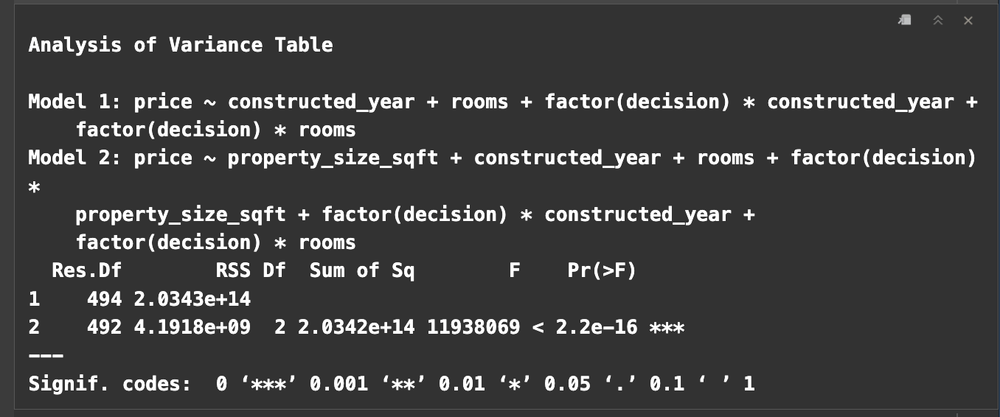 Analysis of Variance Table
Model 1: price ~ constructed_year + rooms + factor(decision) * constructed_year +
    factor(decision) * rooms
Model 2: price ~ property_size_sqft + constructed_year + rooms + factor(decision)
*
    property_size_sqft + factor(decision) * constructed_year +
    factor(decision) * rooms
  Res.Df        RSS Df  Sum of Sq        F    Pr(>F)
1    494 2.0343e+14
2    492 4.1918e+09  2 2.0342e+14 11938069 < 2.2e-16 ***
---
Signif. codes:  0 ‘***’ 0.001 ‘**’ 0.01 ‘*’ 0.05 ‘.’ 0.1 ‘ ’ 1